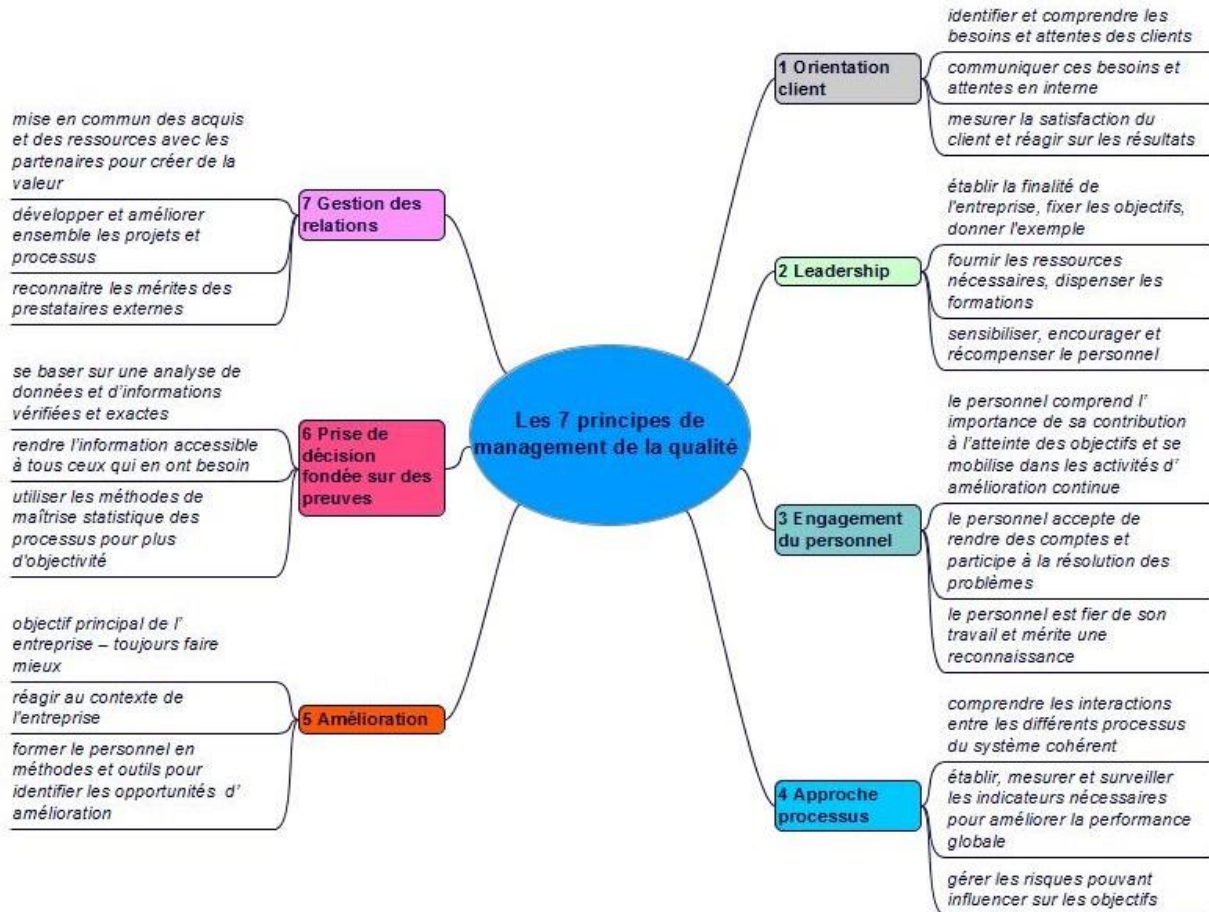 Les 7 principes de
management de la qualité
1 Orientation
client
identifier et comprendre les
besoins et attentes des clients
communiquer ces besoins et
attentes en interne
mesurer la satisfaction du
client et réagir sur les résultats
2 Leadership
établir la finalité de
l'entreprise, fixer les objectifs,
donner l'exemple
fournir les ressources
nécessaires, dispenser les
formations
sensibiliser, encourager et
récompenser le personnel
3 Engagement
du personnel
le personnel comprend l’
importance de sa contribution
à l’atteinte des objectifs et se
mobilise dans les activités d’
amélioration continue
le personnel accepte de
rendre des comptes et
participe à la résolution des
problèmes
le personnel est fier de son
travail et mérite une
reconnaissance
4 Approche
processus
comprendre les interactions
entre les différents processus
du système cohérent
établir, mesurer et surveiller
les indicateurs nécessaires
pour améliorer la performance
globale
gérer les risques pouvant
influencer sur les objectifs
5 Amélioration
objectif principal de l’
entreprise – toujours faire
mieux
réagir au contexte de
l'entreprise
former le personnel en
méthodes et outils pour
identifier les opportunités d’
amélioration
6 Prise de
décision
fondée sur des
preuves
se baser sur une analyse de
données et d’informations
vérifiées et exactes
rendre l’information accessible
à tous ceux qui en ont besoin
utiliser les méthodes de
maîtrise statistique des
processus pour plus
d'objectivité
7 Gestion des
relations
mise en commun des acquis
et des ressources avec les
partenaires pour créer de la
valeur
développer et améliorer
ensemble les projets et
processus
reconnaitre les mérites des
prestataires externes